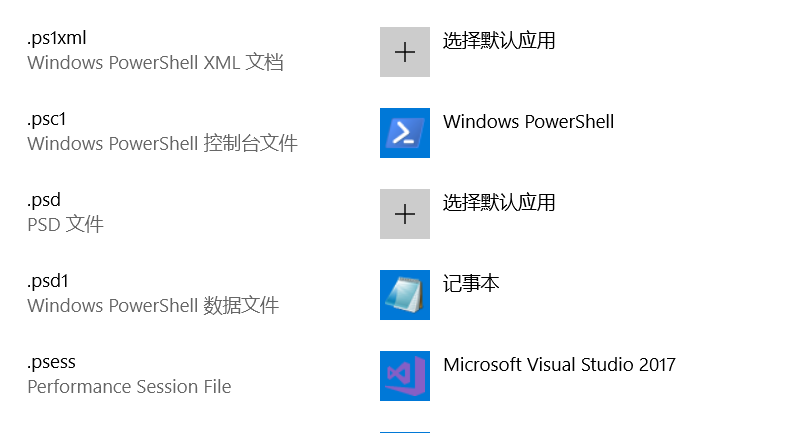 .ps1xml
Windows PowerShell XML 文档
选择默认应用
.psc1
Windows PowerShell 控制台文件
Windows PowerShell
.psd
PSD 文件
选择默认应用
.psd1
Windows PowerShell 数据文件
记事本
.psess
Performance Session File
Microsoft Visual Studio 2017